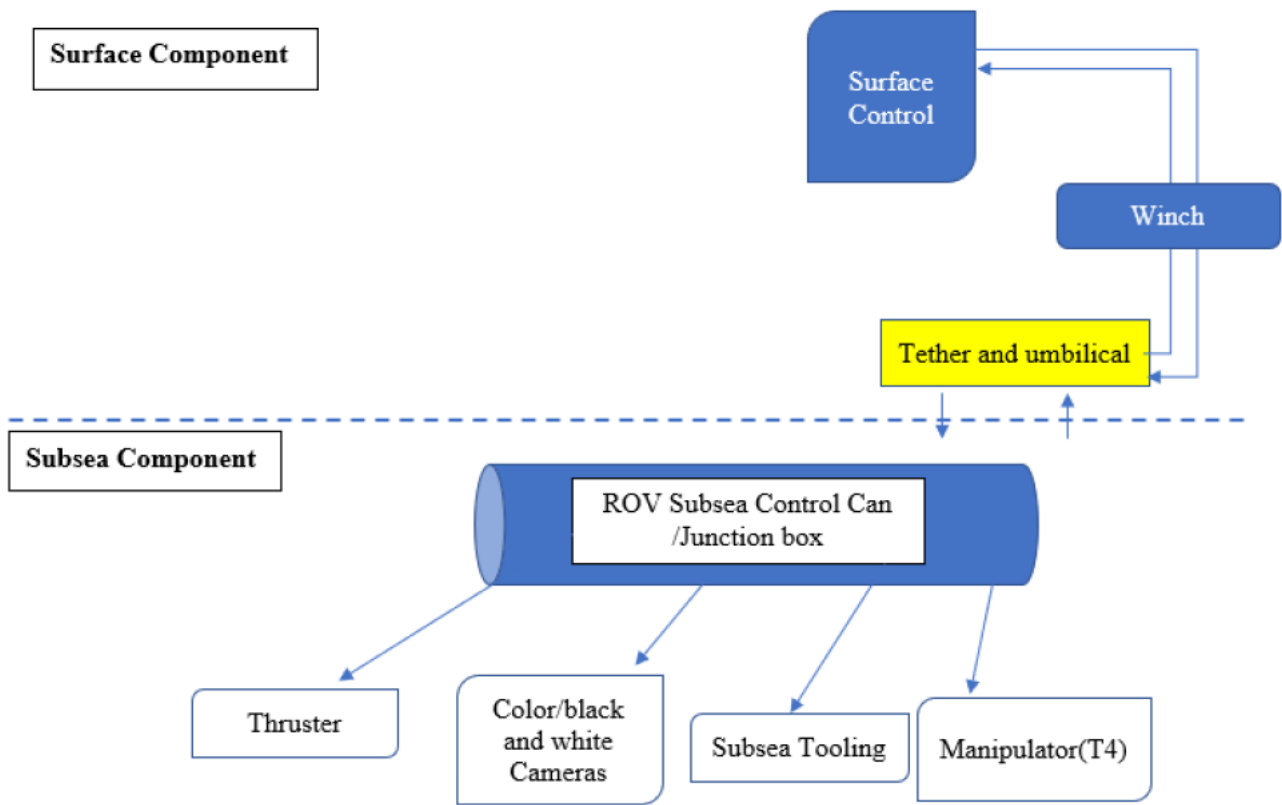 Surface Component
Surface
Control
Winch
Tether and umbilical
Subsea Component
ROV Subsea Control Can
/Junction box
Thruster
Color/black
and white
Cameras
Subsea Tooling
Manipulator(T4)